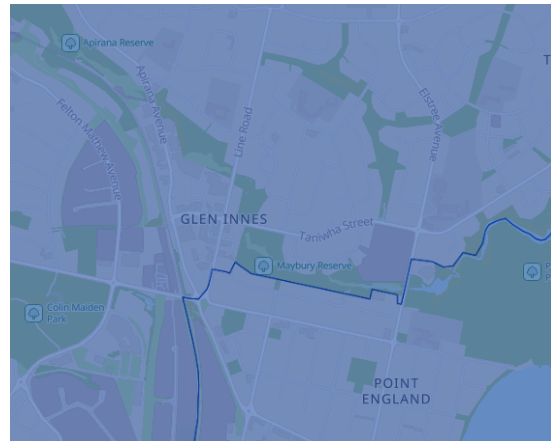 Apirana Reserve
Apirana Avenue
Felton Mathew Avenue
Line Road
Elstree Avenue
T
GLEN INNES
Taniwha Street
Maybury Reserve
P
P
Colin Maiden
Park
POINT
ENGLAND